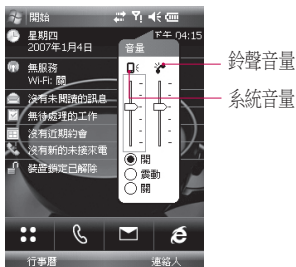 開始
星期四
2007年1月4日
下午 04:15
音量
鈴聲音量
系統音量
無服務
Wi-Fi: 關
沒有未閱讀的訊息
無待處理的工作
沒有近期約會
沒有新的未接來電
裝置鎖定已解除
開
震動
關
行事曆
連絡人